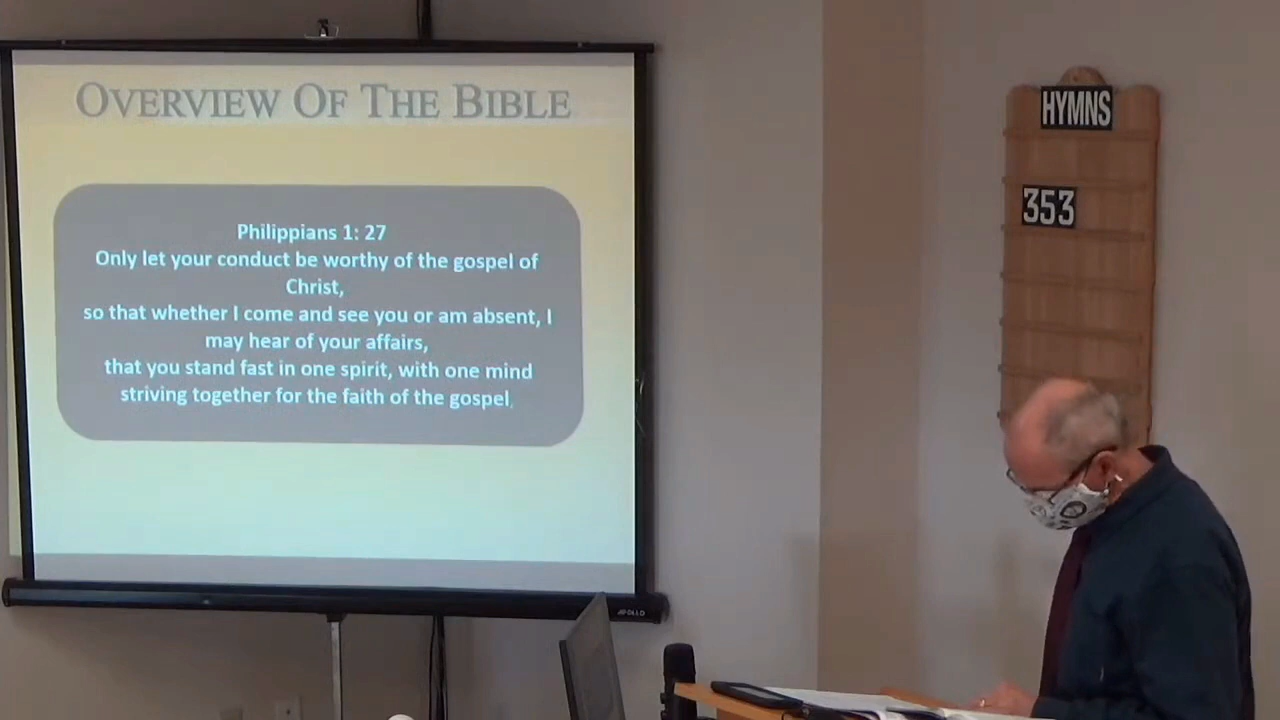 OVERVIEW OF THE BIBLE
Philippians 1: 27
Only let your conduct be worthy of the gospel of
Christ,
so that whether I come and see you or am absent, I
may hear of your affairs,
that you stand fast in one spirit, with one mind
striving together for the faith of the gospel.
HYMNS
353
APOLLO